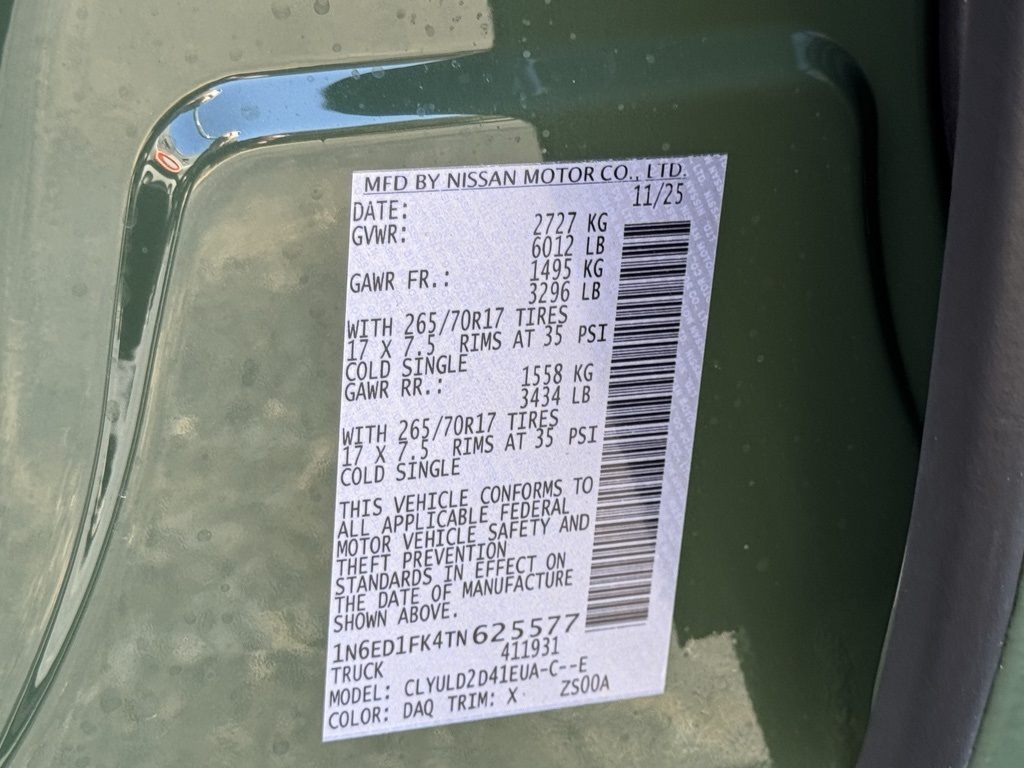 MFD BY NISSAN MOTOR CO., LTD.
DATE: 11/25
GVWR: 2727 KG
6012 LB
GAWR FR.: 1495 KG
3296 LB
WITH 265/70R17 TIRES
17 X 7.5 RIMS AT 35 PSI
COLD SINGLE
GAWR RR.: 1558 KG
3434 LB
WITH 265/70R17 TIRES
17 X 7.5 RIMS AT 35 PSI
COLD SINGLE
THIS VEHICLE CONFORMS TO
ALL APPLICABLE FEDERAL
MOTOR VEHICLE SAFETY AND
THEFT PREVENTION
STANDARDS IN EFFECT ON
THE DATE OF MANUFACTURE
SHOWN ABOVE.
1N6ED1FK4TN625577
TRUCK 411931
MODEL: CLYULD2D41EUA-C--E
COLOR: DAQ TRIM: X ZS00A